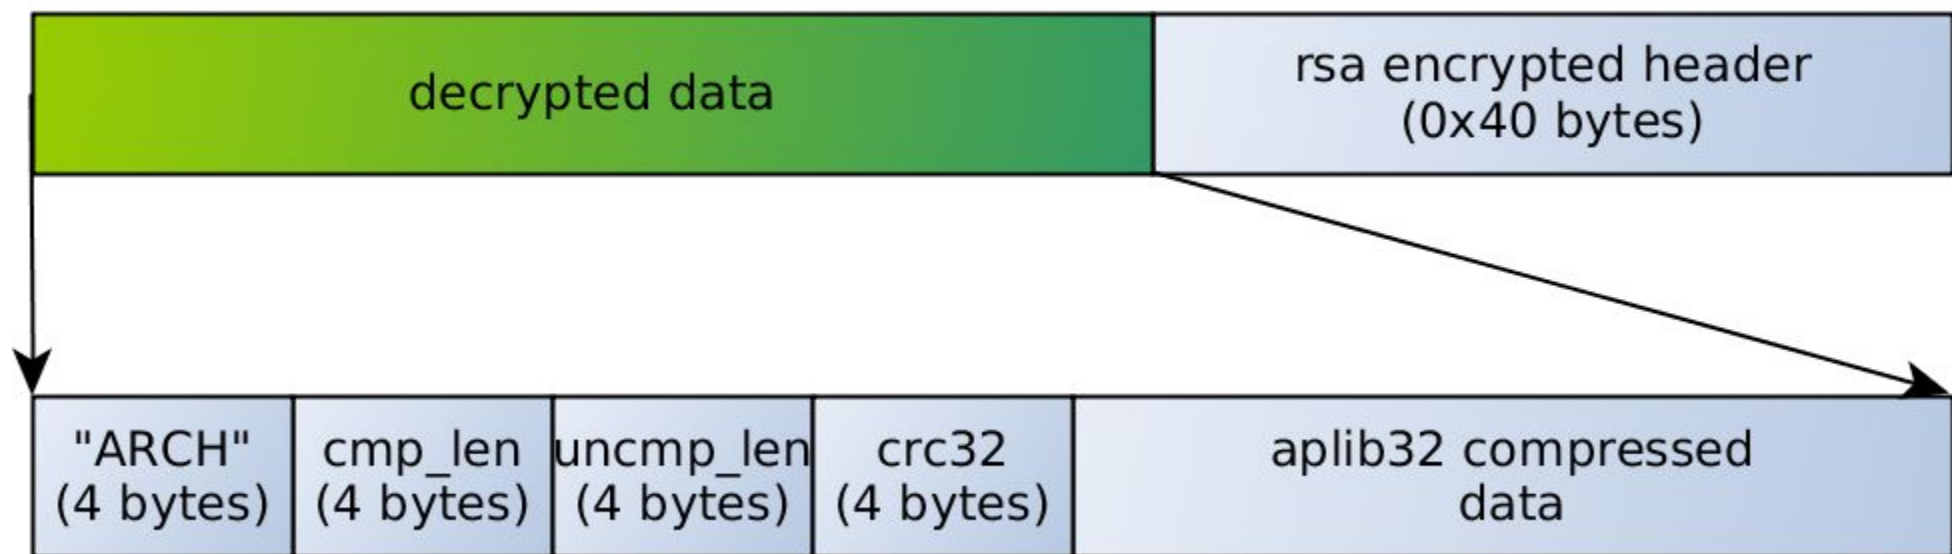 decrypted data
rsa encrypted header
(0x40 bytes)
"ARCH"
(4 bytes)
cmp_len
(4 bytes)
uncmp_len
(4 bytes)
crc32
(4 bytes)
aplib32 compressed
data